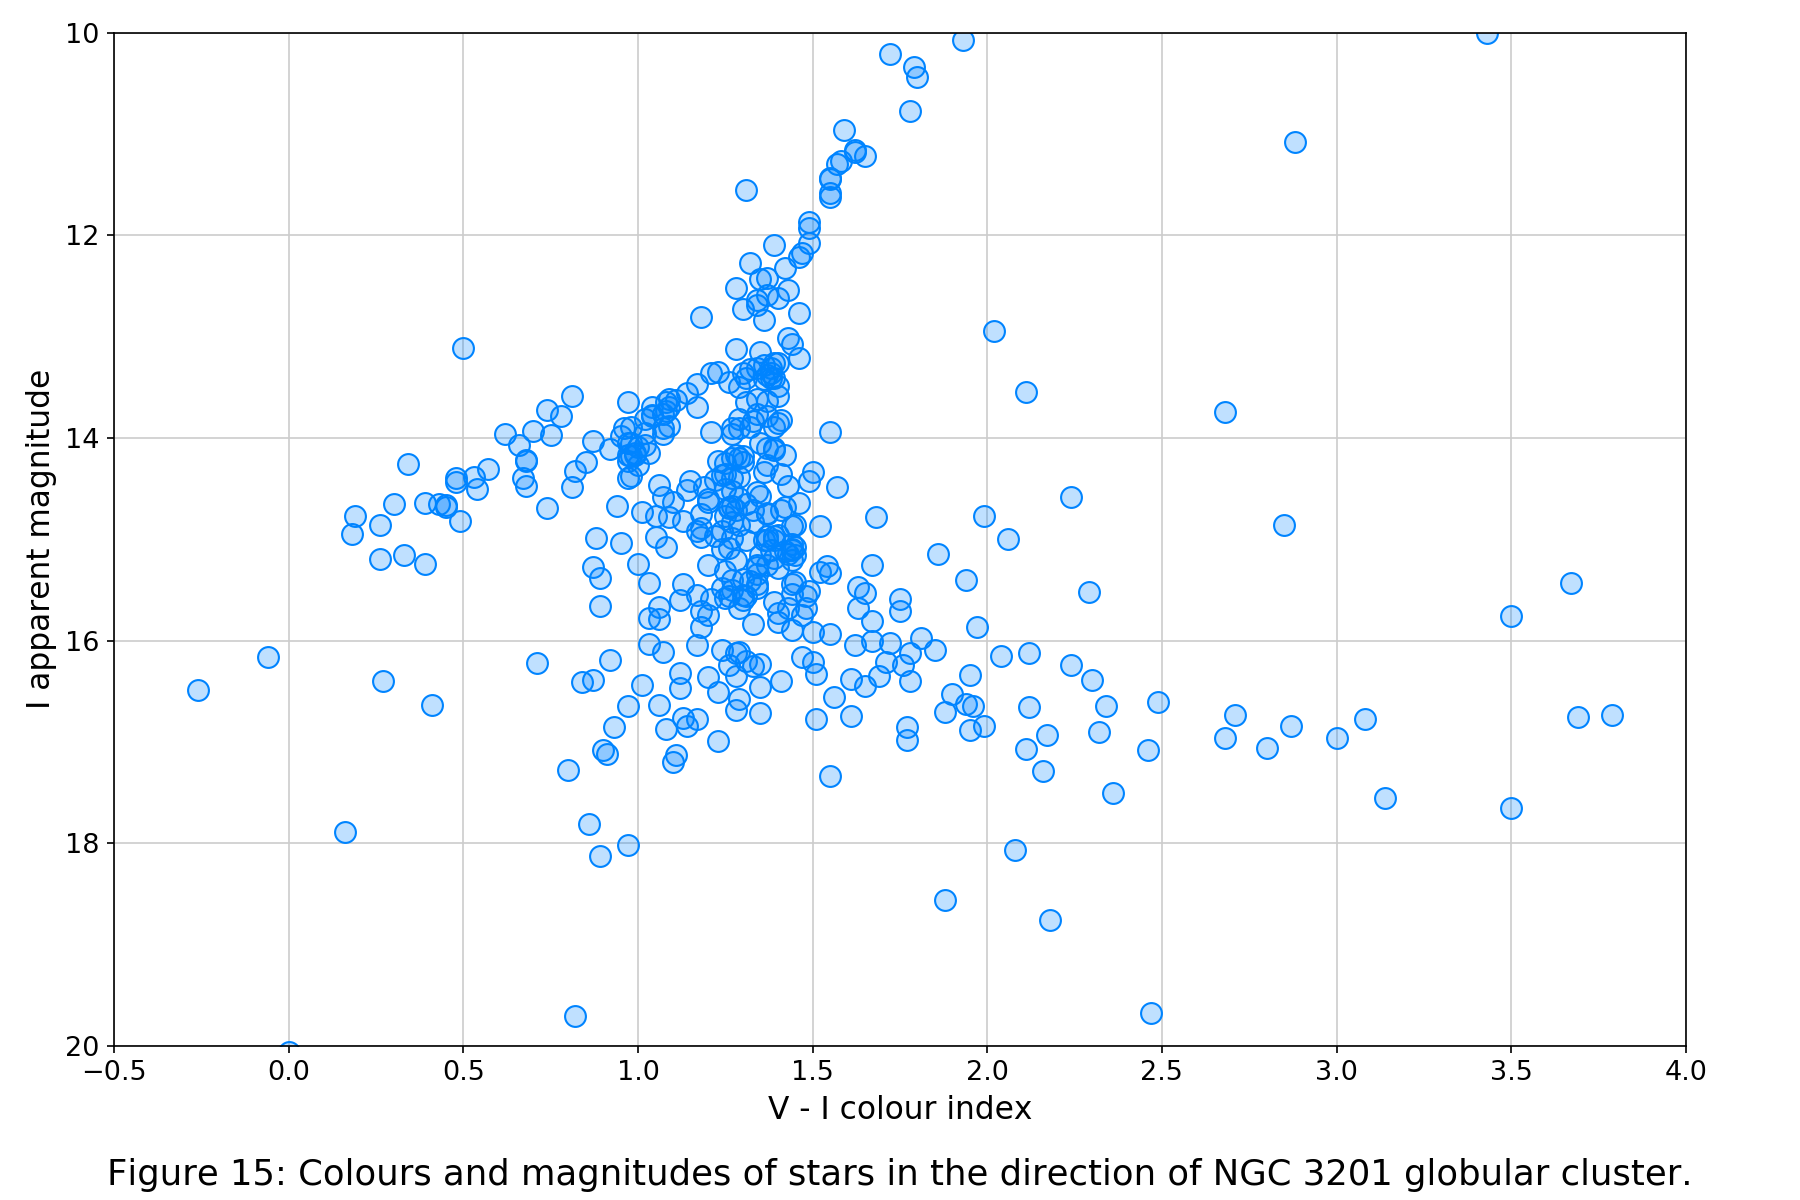 10
12
14
16
18
20
I apparent magnitude
−0.5 0.0 0.5 1.0 1.5 2.0 2.5 3.0 3.5 4.0
V - I colour index
Figure 15: Colours and magnitudes of stars in the direction of NGC 3201 globular cluster.